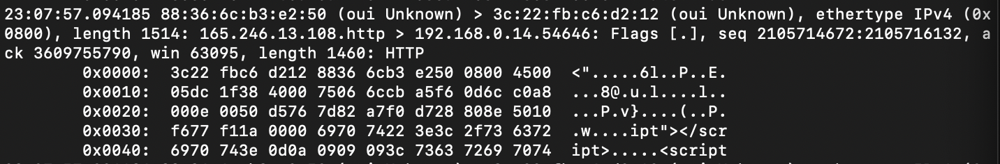 23:07:57.094185 88:36:6c:b3:e2:50 (oui Unknown) > 3c:22:fb:c6:d2:12 (oui Unknown), ethertype IPv4 (0x
0800), length 1514: 165.246.13.108.http > 192.168.0.14.54646: Flags [.], seq 2105714672:2105716132, a
ck 3609755790, win 63095, length 1460: HTTP
0x0000:  3c22 fbc6 d212 8836 6cb3 e250 0800 4500  <".....6l..P..E.
0x0010:  05dc 1f38 4000 7506 6ccb a5f6 0d6c c0a8  ...8@.u.l....l..
0x0020:  000e 0050 d576 7d82 a7f0 d728 808e 5010  ...P.v}....(..P.
0x0030:  f677 f11a 0000 6970 7422 3e3c 2f73 6372  .w....ipt"></scr
0x0040:  6970 743e 0d0a 0909 093c 7363 7269 7074  ipt>.....<script